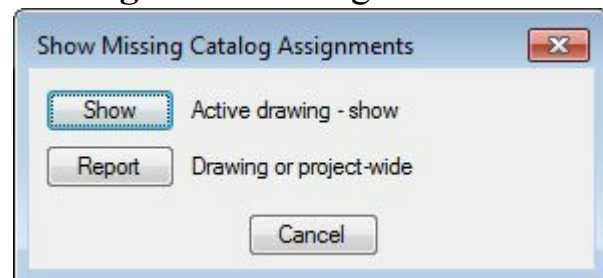 Show Missing Catalog Assignments
Show Active drawing - show
Report Drawing or project-wide
Cancel